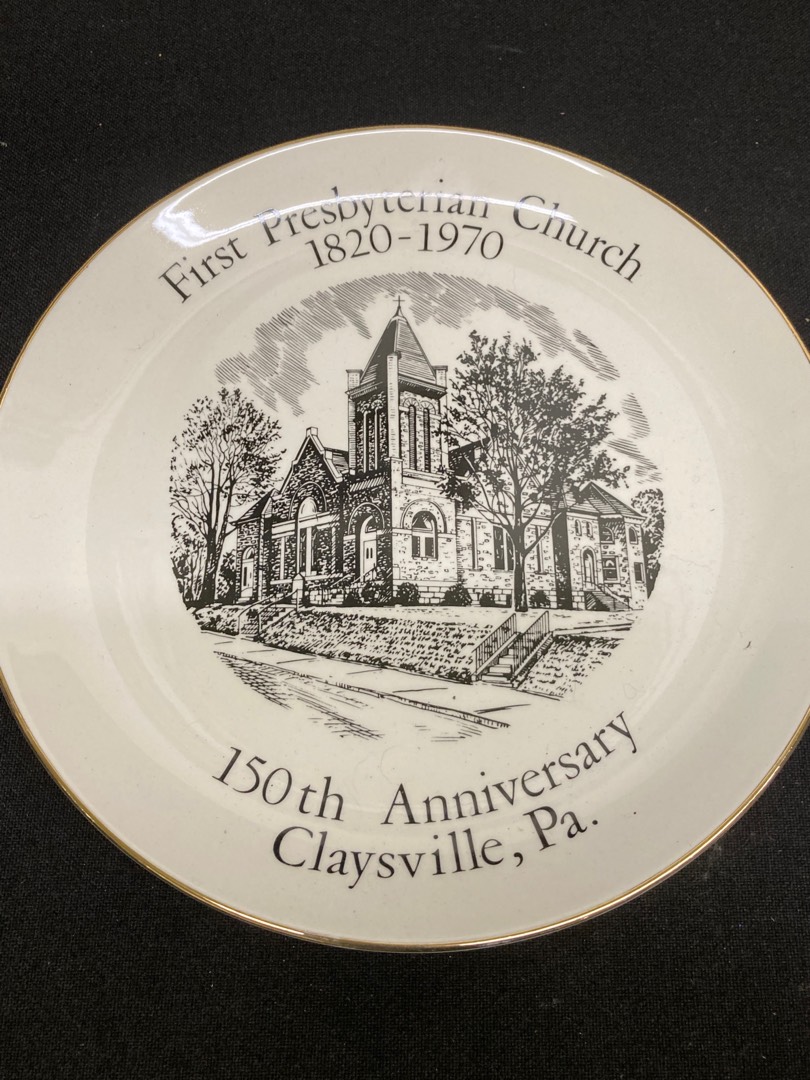 First Presbyterian Church
1820-1970
150th Anniversary
Claysville, Pa.